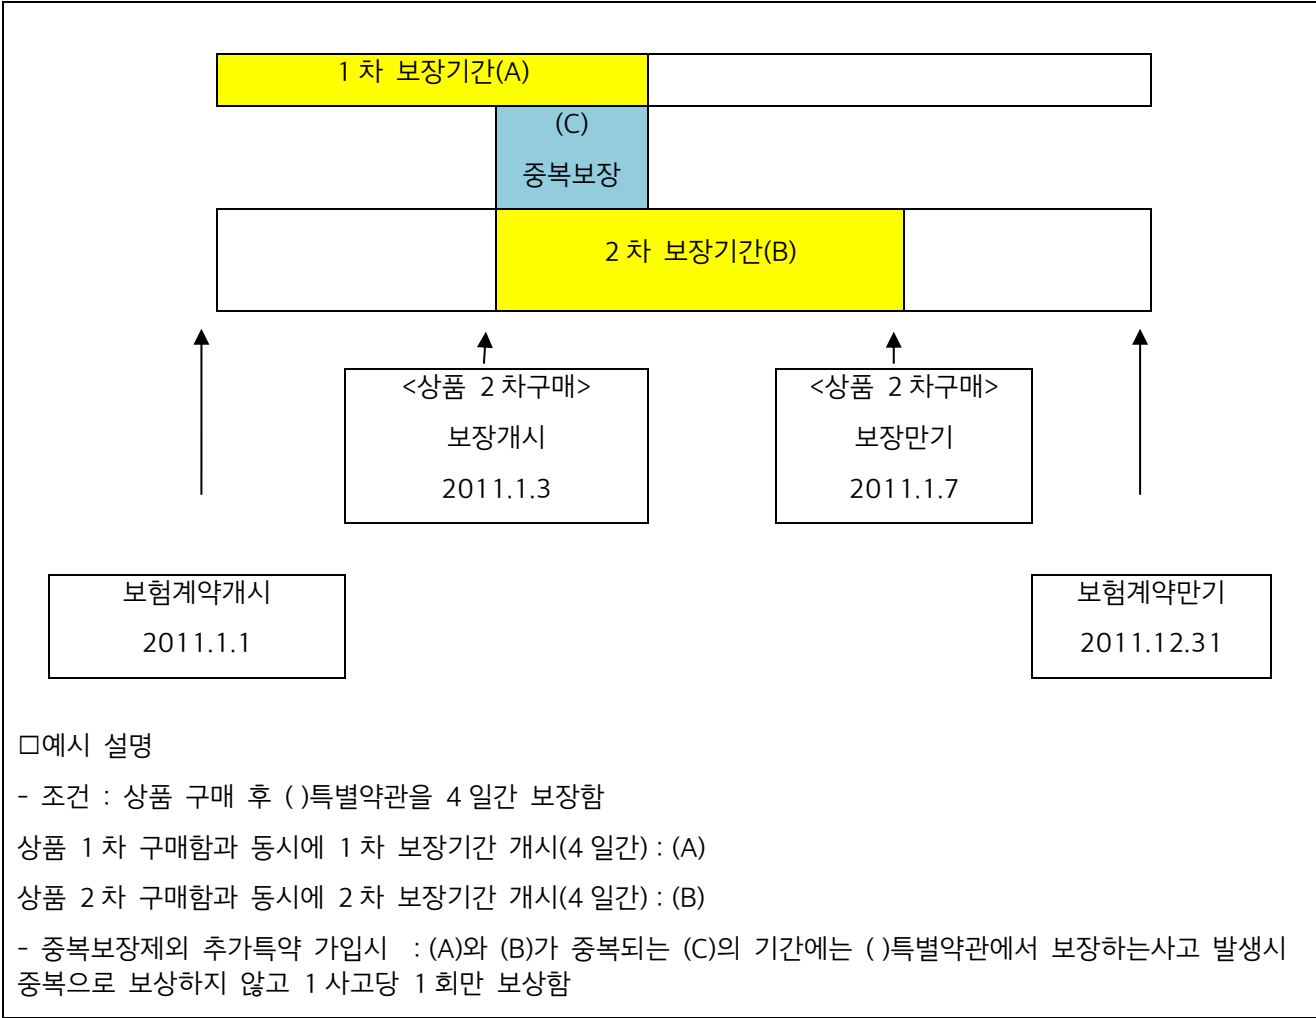 1차 보장기간(A)
(C)
중복보장
2차 보장기간(B)
<상품 2차구매>
보장개시
2011.1.3
<상품 2차구매>
보장만기
2011.1.7
보험계약개시
2011.1.1
보험계약만기
2011.12.31
□예시 설명
- 조건 : 상품 구매 후 ( )특별약관을 4일간 보장함
상품 1차 구매함과 동시에 1차 보장기간 개시(4일간) : (A)
상품 2차 구매함과 동시에 2차 보장기간 개시(4일간) : (B)
- 중복보장제외 추가특약 가입시 : (A)와 (B)가 중복되는 (C)의 기간에는 ( )특별약관에서 보장하는사고 발생시
중복으로 보상하지 않고 1사고당 1회만 보상함